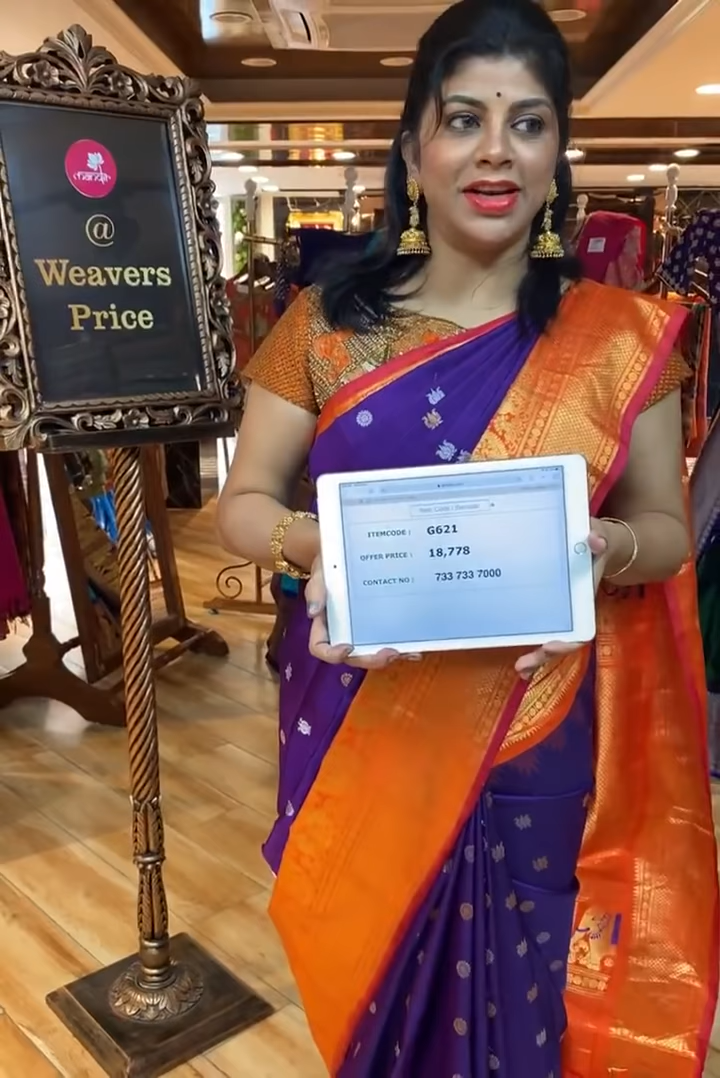 @
Weavers
Price
ITEMCODE : G621
OFFER PRICE : 18,778
CONTACT NO : 733 733 7000